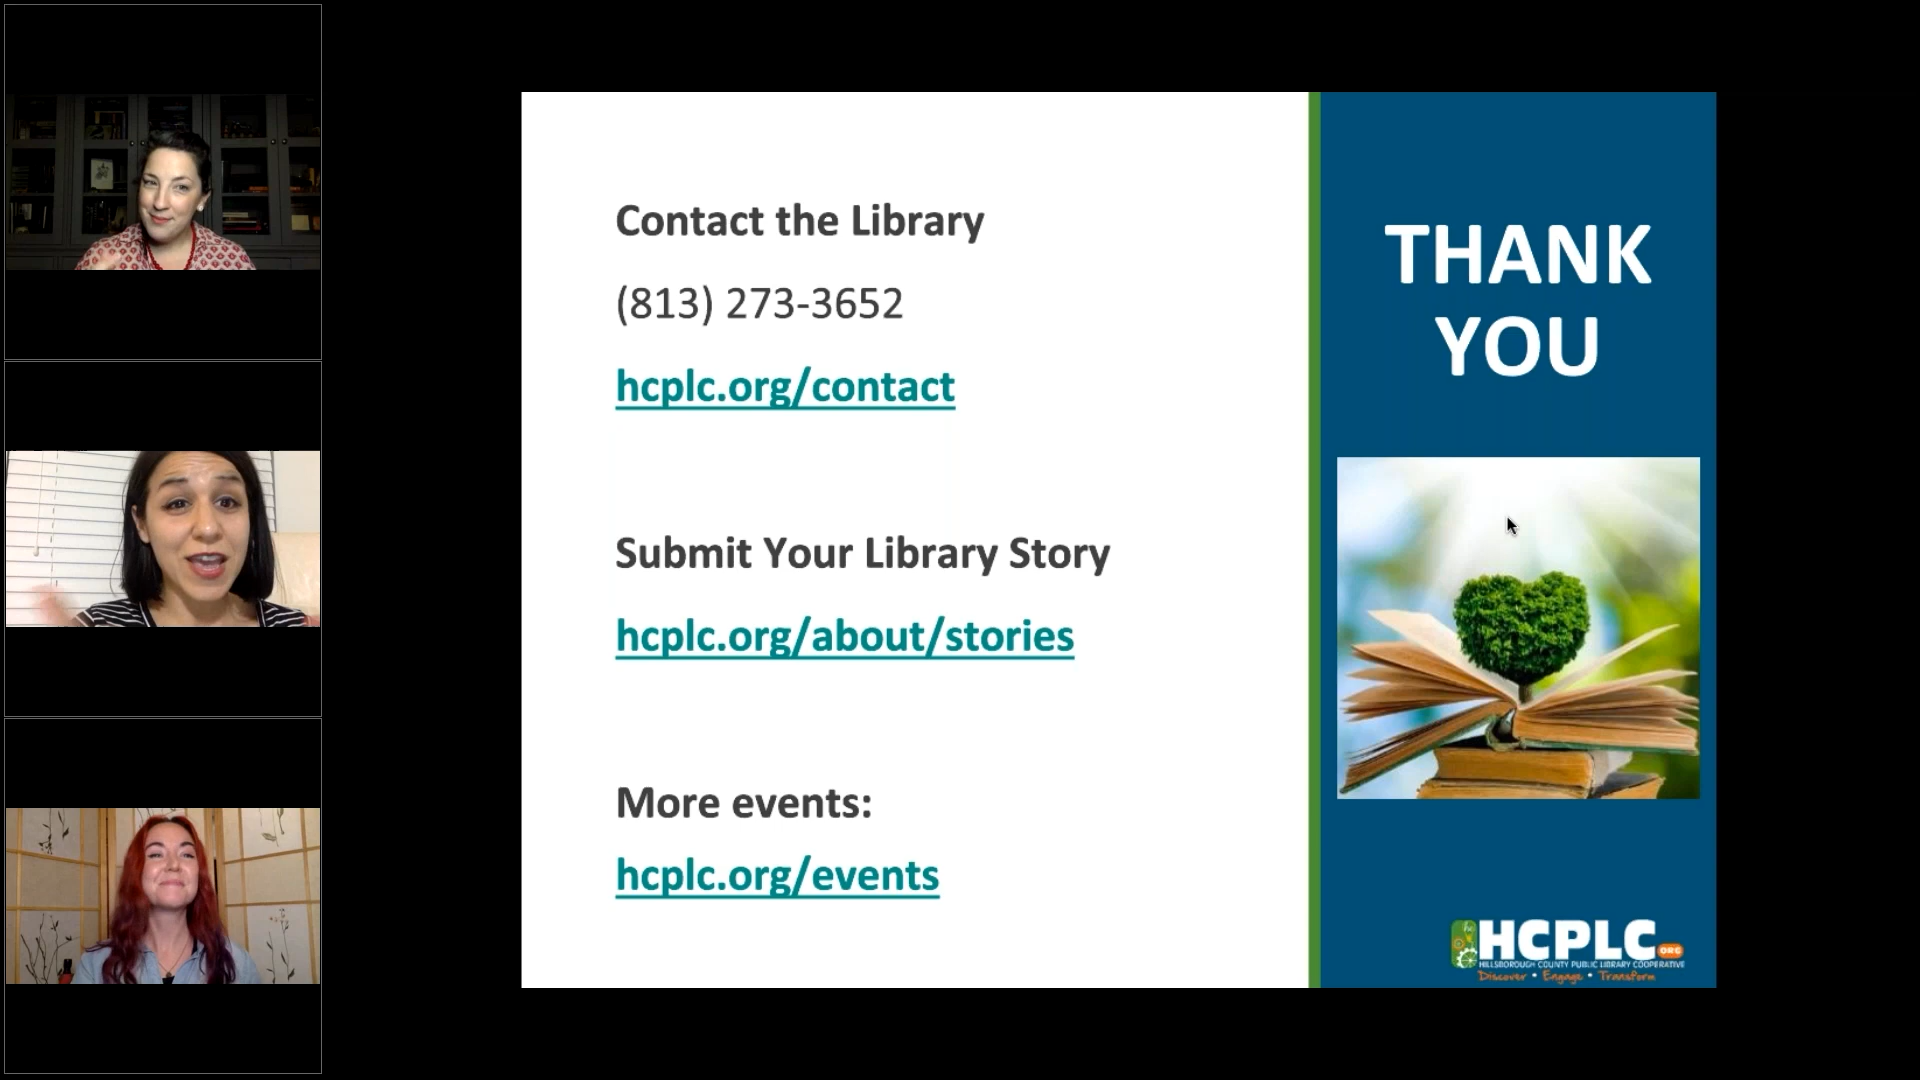 Contact the Library
(813) 273-3652
hcplc.org/contact
Submit Your Library Story
hcplc.org/about/stories
More events:
hcplc.org/events
THANK
YOU
HCPLC.ORG
HILLSBOROUGH COUNTY PUBLIC LIBRARY COOPERATIVE
Discover • Engage • Transform